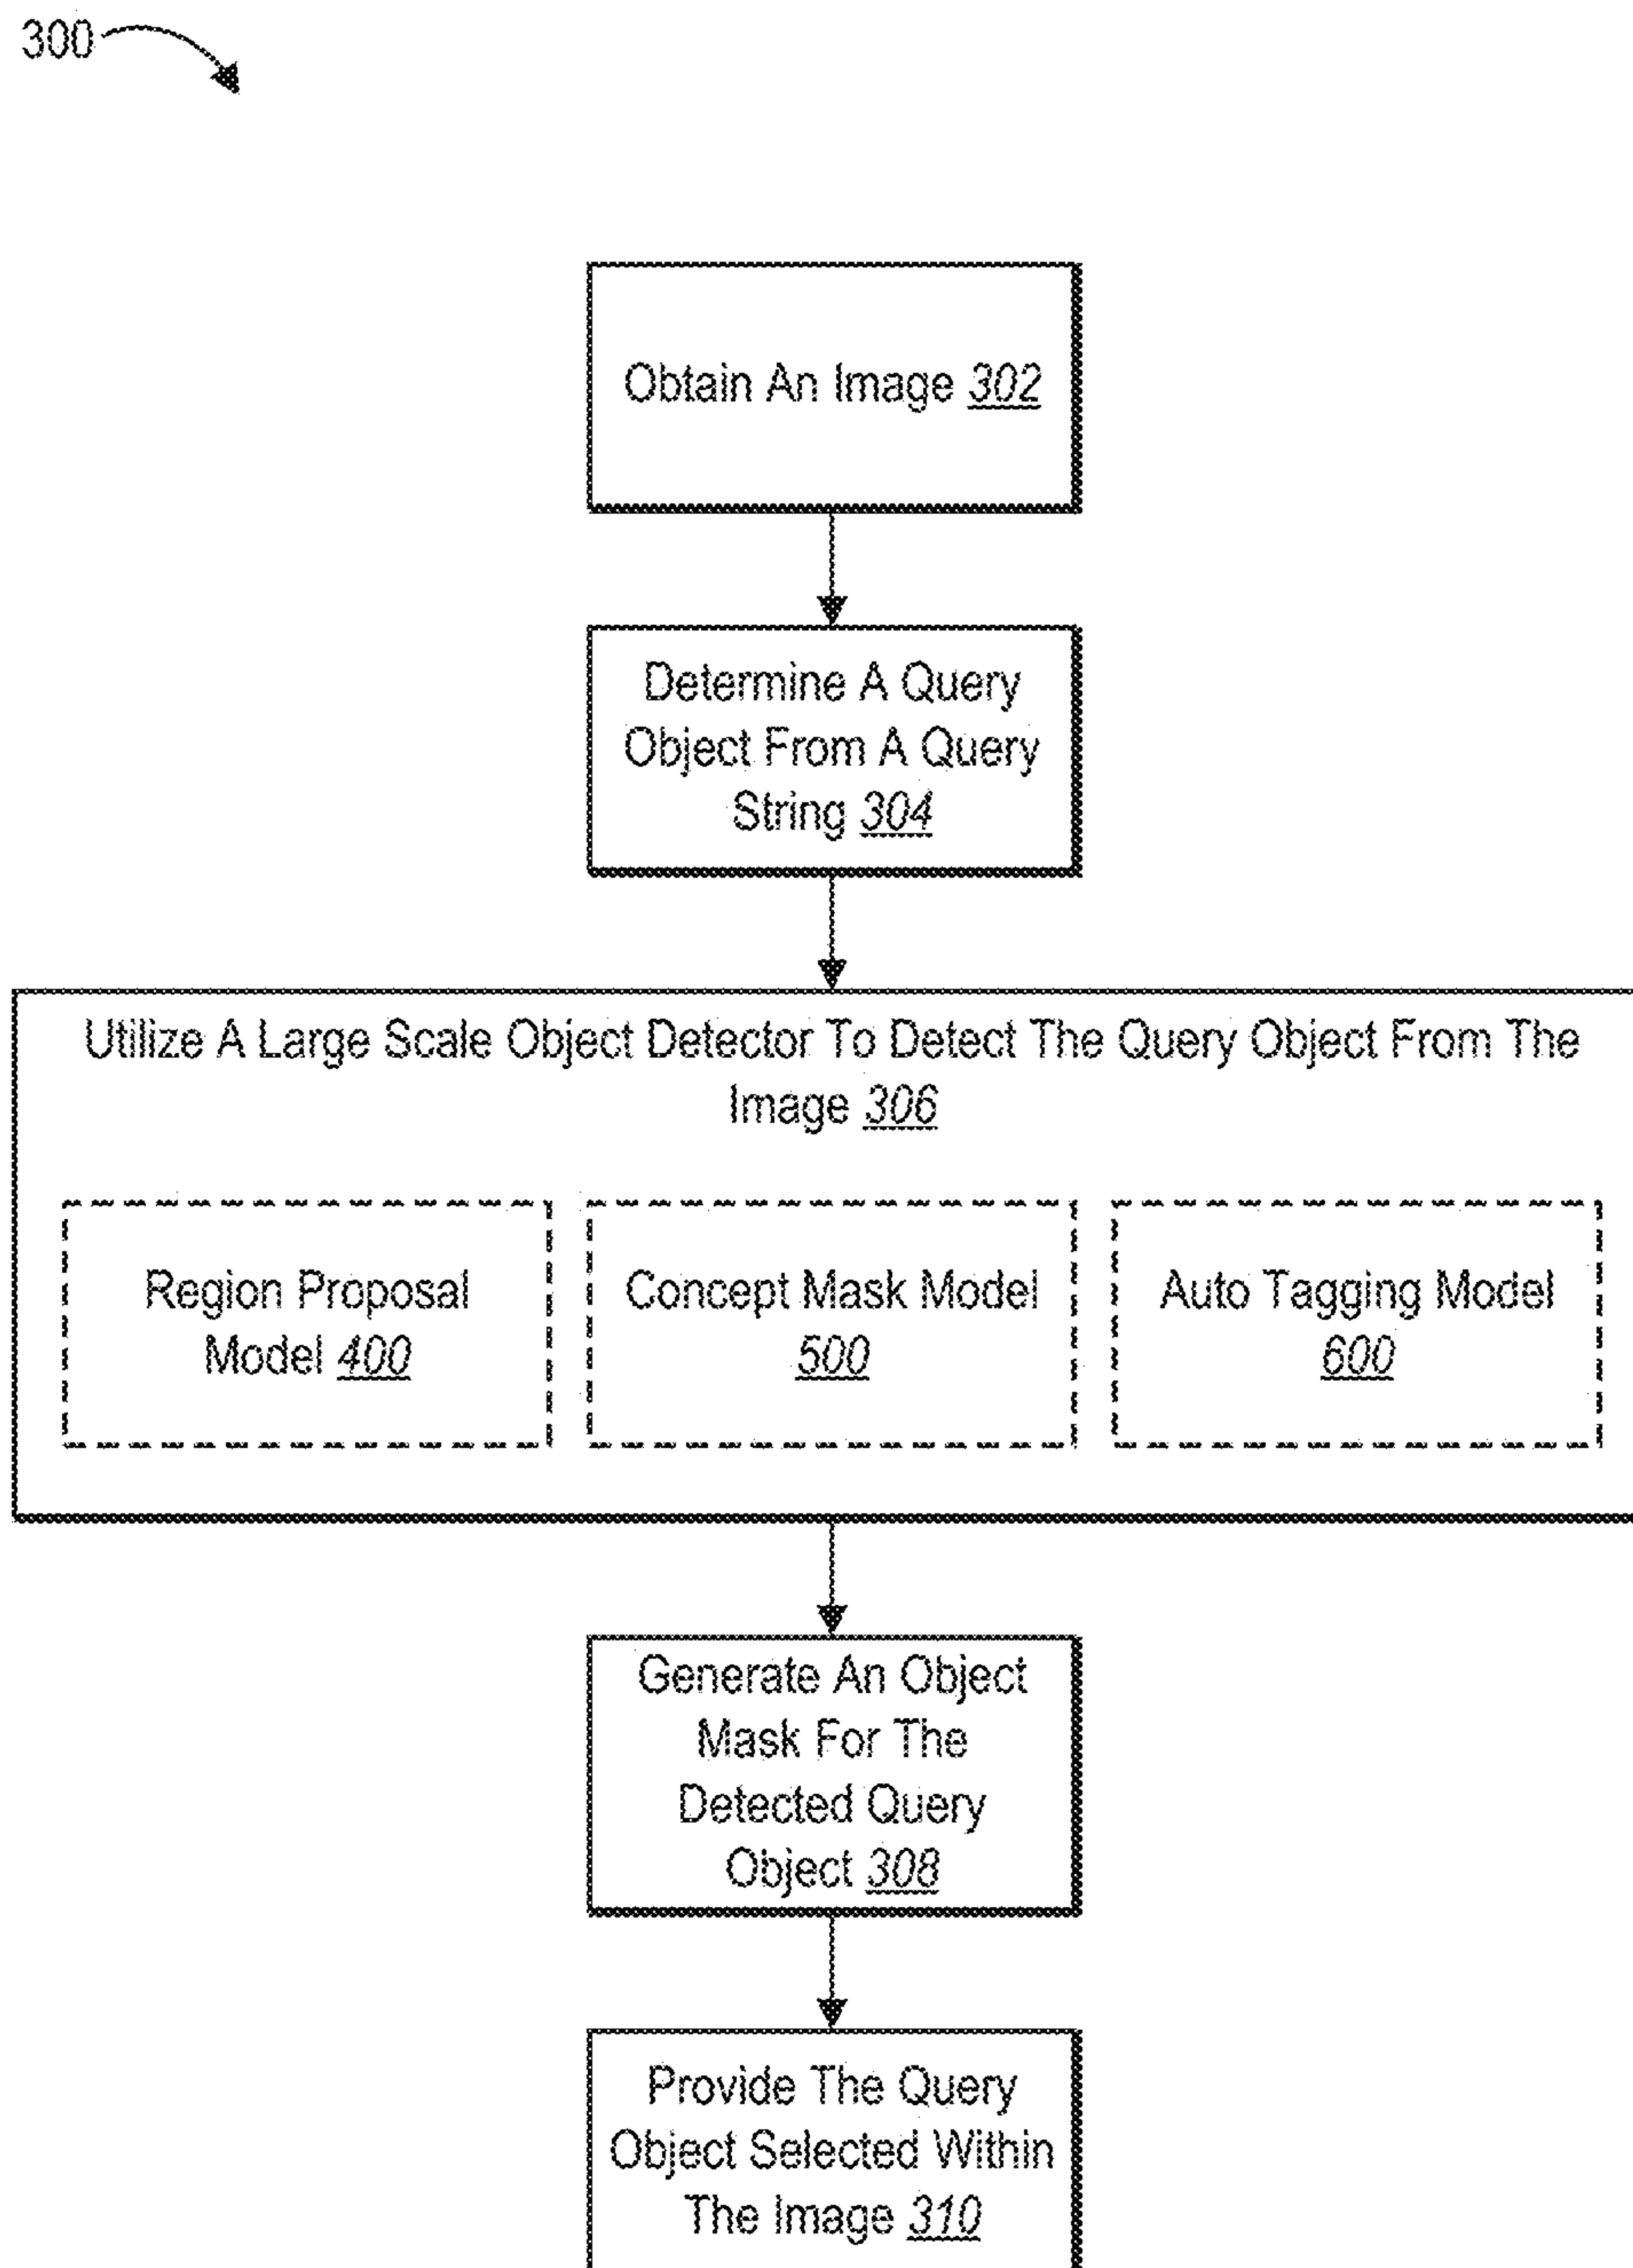 300
Obtain An Image 302
Determine A Query
Object From A Query
String 304
Utilize A Large Scale Object Detector To Detect The Query Object From The
Image 306
Region Proposal
Model 400
Concept Mask Model
500
Auto Tagging Model
600
Generate An Object
Mask For The
Detected Query
Object 308
Provide The Query
Object Selected Within
The Image 310